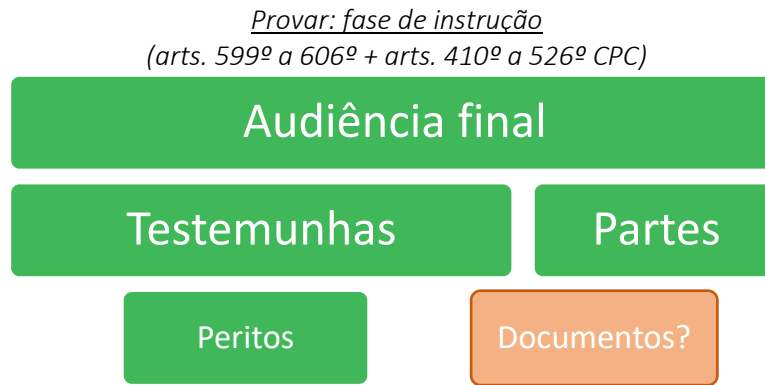 Provar: fase de instrução
(arts. 599º a 606º + arts. 410º a 526º CPC)
Audiência final
Testemunhas
Partes
Peritos
Documentos?